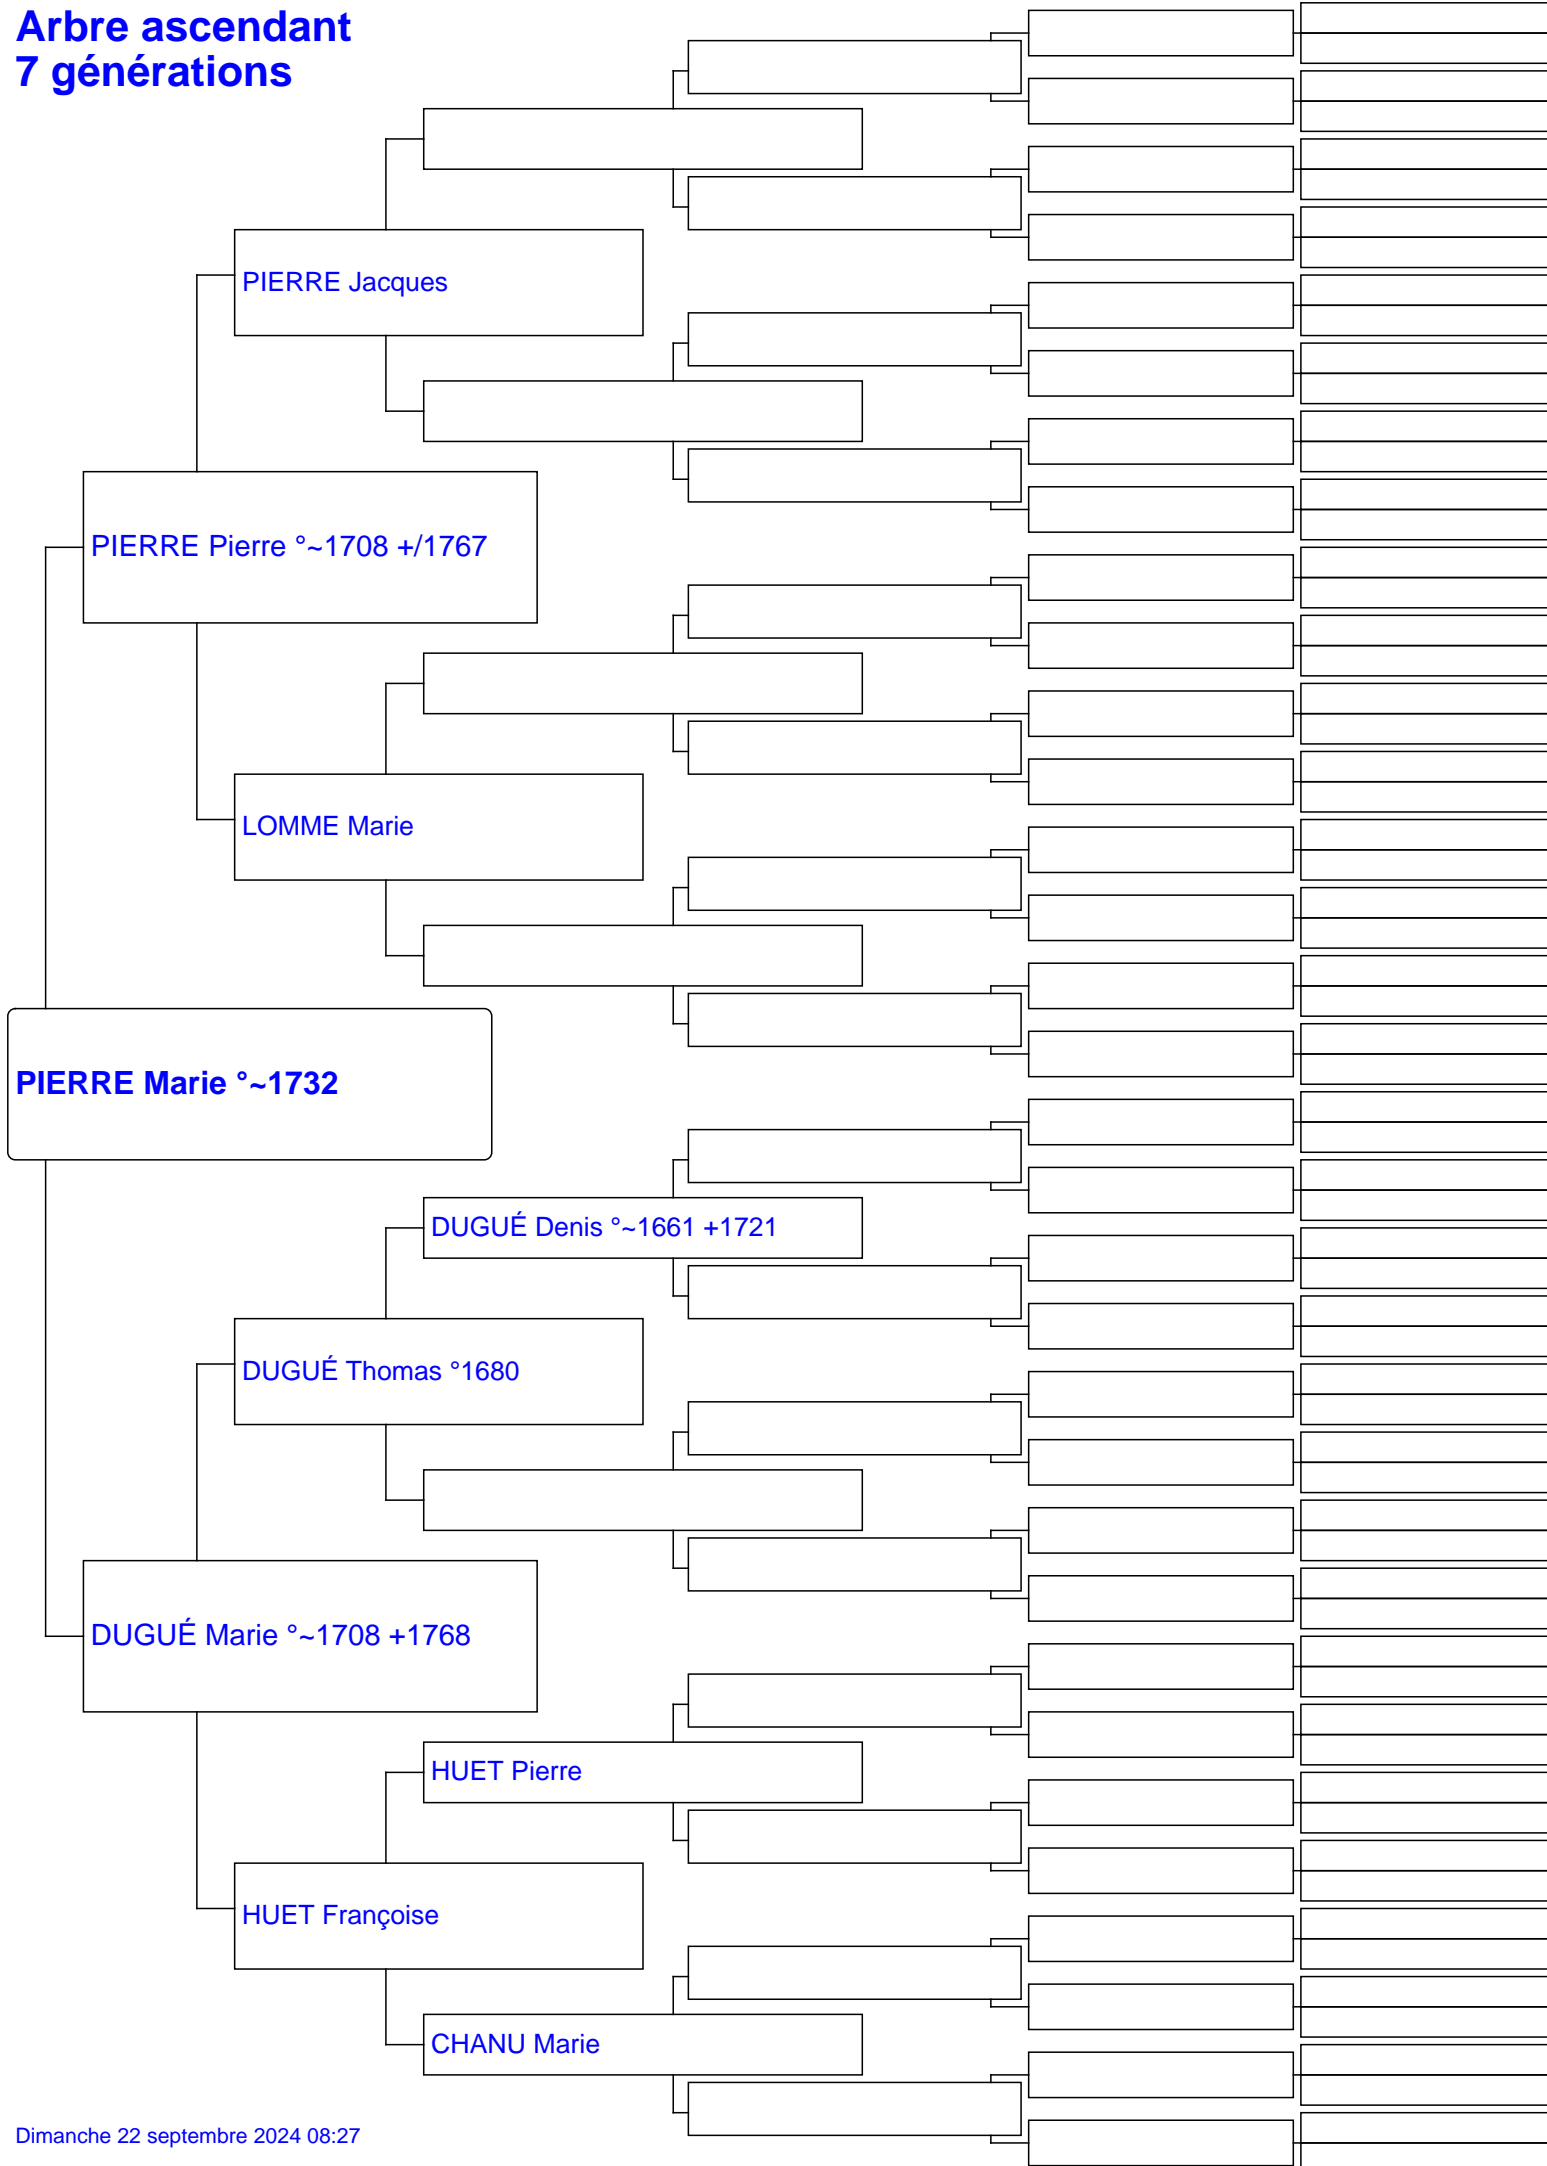 Arbre ascendant
7 générations
PIERRE Jacques
PIERRE Pierre °~1708 +/1767
LOMME Marie
PIERRE Marie °~1732
DUGUÉ Denis °~1661 +1721
DUGUÉ Thomas °1680
DUGUÉ Marie °~1708 +1768
HUET Pierre
HUET Françoise
CHANU Marie
Dimanche 22 septembre 2024 08:27